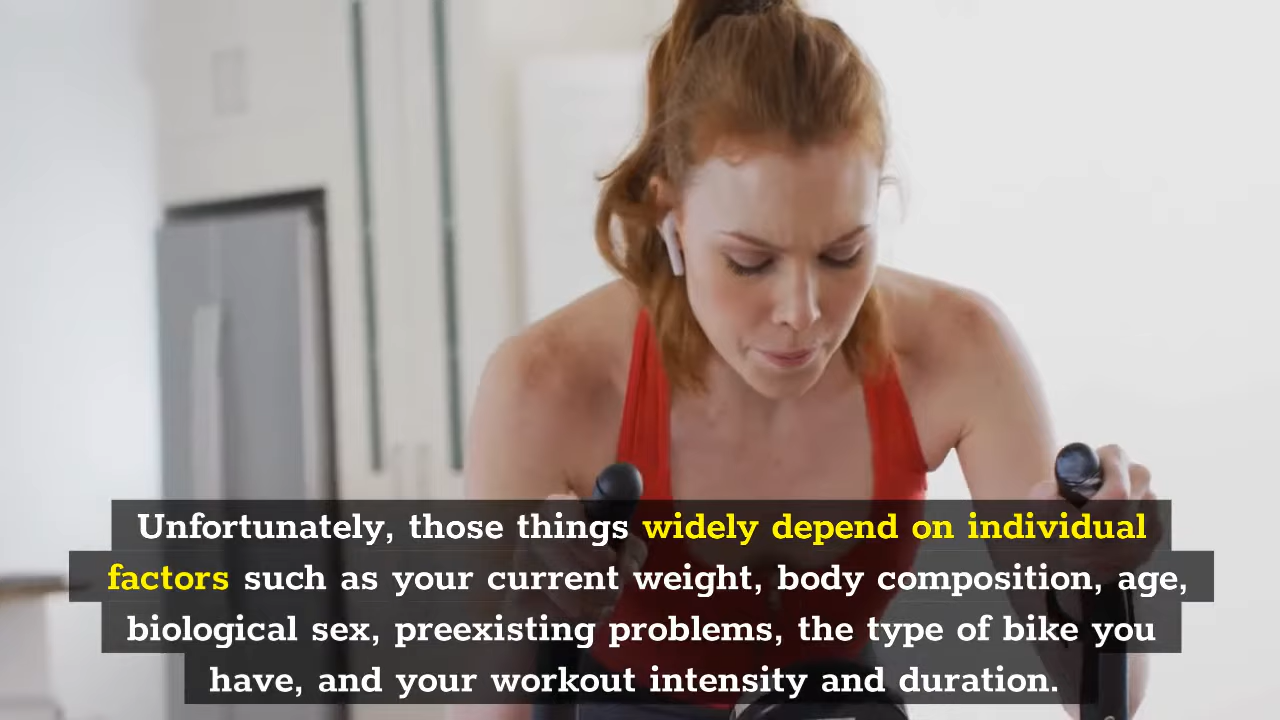 Unfortunately, those things widely depend on individual
factors such as your current weight, body composition, age,
biological sex, preexisting problems, the type of bike you
have, and your workout intensity and duration.